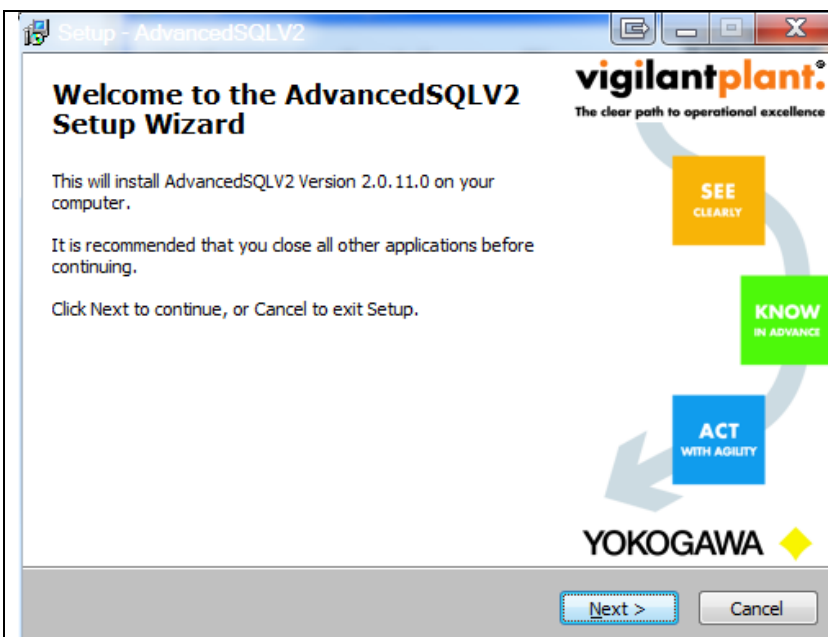 Setup - AdvancedSQLV2
vigilantplant.®
The clear path to operational excellence
Welcome to the AdvancedSQLV2
Setup Wizard
This will install AdvancedSQLV2 Version 2.0.11.0 on your
computer.
It is recommended that you close all other applications before
continuing.
Click Next to continue, or Cancel to exit Setup.
SEE
CLEARLY
KNOW
IN ADVANCE
ACT
WITH AGILITY
YOKOGAWA
Next >
Cancel